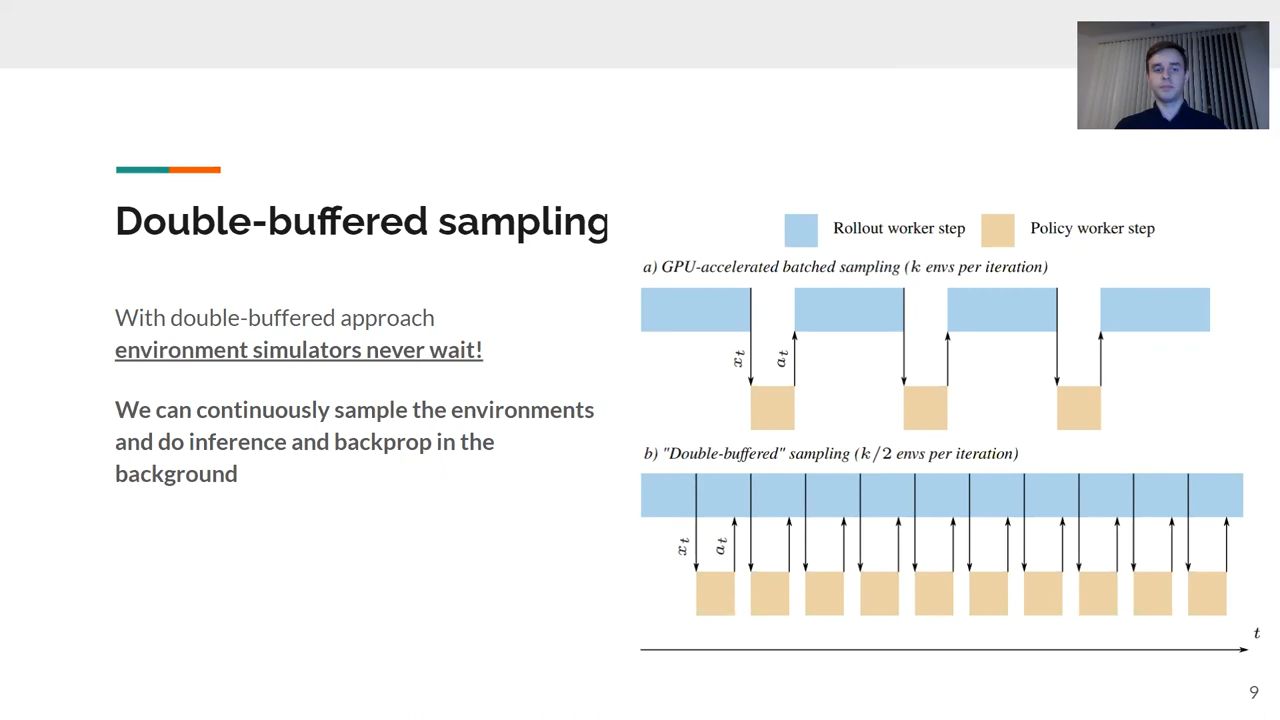 Double-buffered sampling
With double-buffered approach
environment simulators never wait!
We can continuously sample the environments
and do inference and backprop in the
background
Rollout worker step
Policy worker step
a) GPU-accelerated batched sampling (k envs per iteration)
x_t
a_t
b) "Double-buffered" sampling (k/2 envs per iteration)
x_t
a_t
t
9